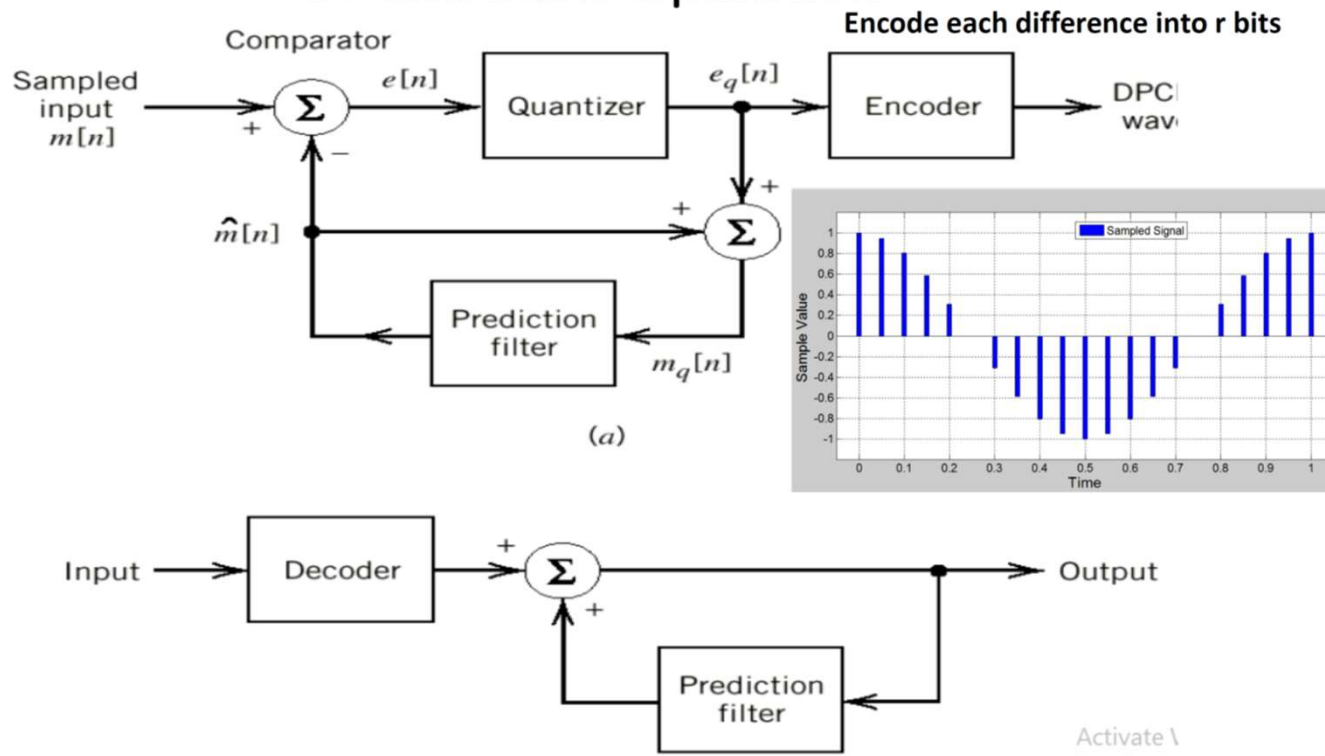 Encode each difference into r bits
Comparator
Sampled
input
m[n]
+
Σ
−
e[n]
Quantizer
e_q[n]
Encoder
+
+
Σ
m̂[n]
Prediction
filter
m_q[n]
(a)
Sampled Signal
Sample Value
1
0.8
0.6
0.4
0.2
0
-0.2
-0.4
-0.6
-0.8
-1
0 0.1 0.2 0.3 0.4 0.5 0.6 0.7 0.8 0.9 1
Time
Input
Decoder
+
Σ
+
Output
Prediction
filter
Activate